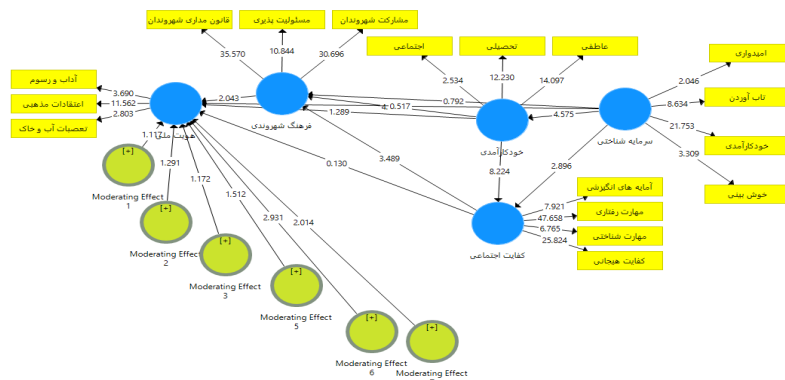 قانون مداری شهروندان
مسئولیت پذیری
مشارکت شهروندان
35.570
10.844
30.696
اجتماعی
تحصیلی
عاطفی
2.534
12.230
14.097
امیدواری
تاب آوردن
خودکارآمدی
خوش بینی
2.046
8.634
21.753
3.309
آداب و رسوم
اعتقادات مذهبی
تعصبات آب و خاک
3.690
11.562
2.803
هویت ملی
2.043
فرهنگ شهروندی
1.289
0.517
0.792
خودکارآمدی
4.575
سرمایه شناختی
0.130
3.489
8.224
2.896
کفایت اجتماعی
7.921
47.658
6.765
25.824
آمایه های انگیزشی
مهارت رفتاری
مهارت شناختی
کفایت هیجانی
1.291
1.172
1.512
2.931
2.014
[+]
Moderating Effect
1
[+]
Moderating Effect
2
[+]
Moderating Effect
3
[+]
Moderating Effect
5
[+]
Moderating Effect
6
[+]
Moderating Effect